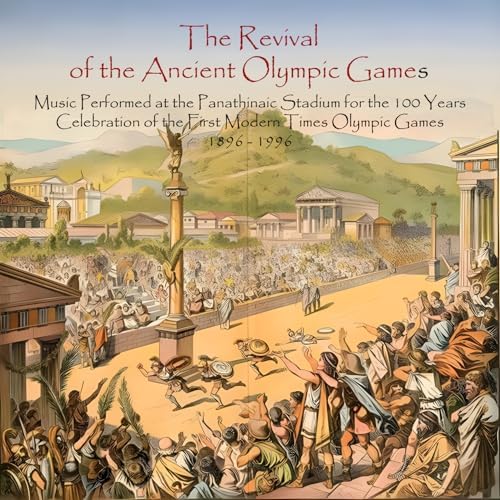 The Revival
of the Ancient Olympic Games
Music Performed at the Panathinaic Stadium for the 100 Years
Celebration of the First Modern Times Olympic Games
1896 - 1996